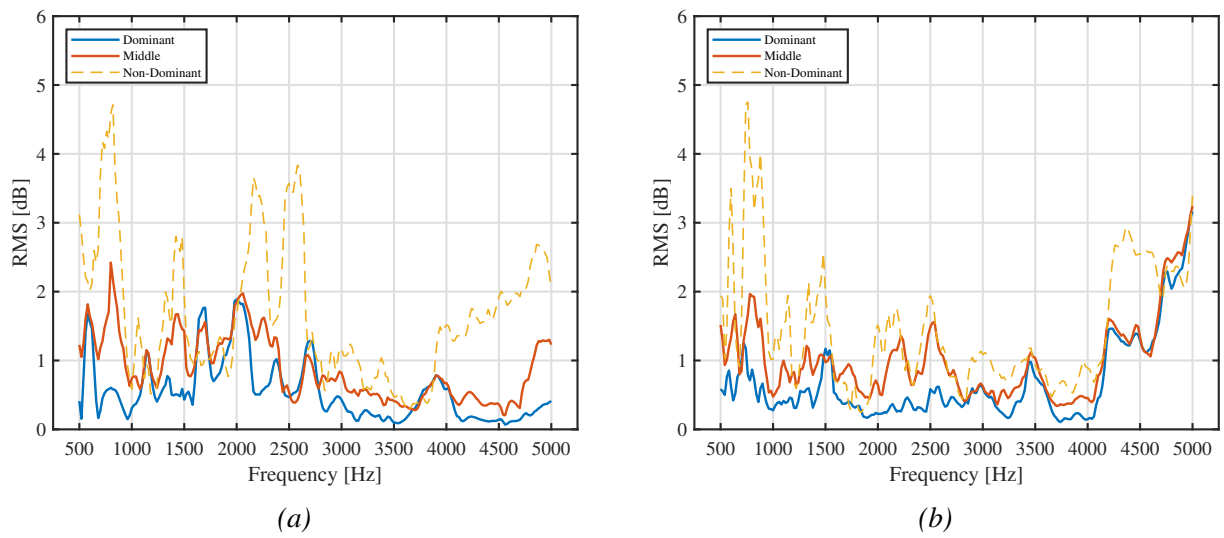 6
5
4
3
2
1
0
RMS [dB]
Dominant
Middle
Non-Dominant
500 1000 1500 2000 2500 3000 3500 4000 4500 5000
Frequency [Hz]
(a)
6
5
4
3
2
1
0
RMS [dB]
Dominant
Middle
Non-Dominant
500 1000 1500 2000 2500 3000 3500 4000 4500 5000
Frequency [Hz]
(b)